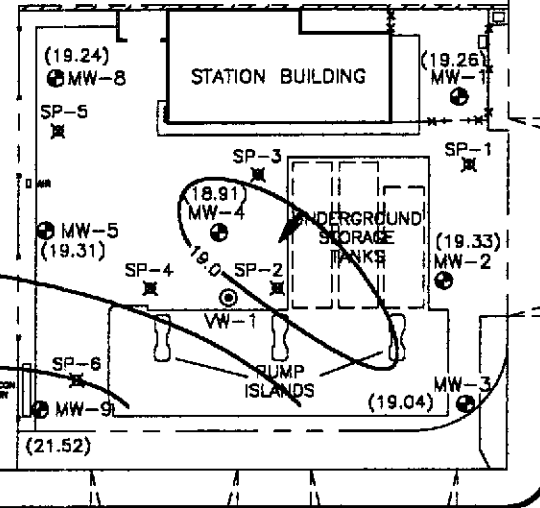 (19.24)
MW-8
STATION BUILDING
(19.26)
MW-1
SP-5
SP-3
SP-1
AIR
(18.91)
MW-4
UNDERGROUND
STORAGE
TANKS
MW-5
(19.31)
(19.33)
MW-2
19.0
SP-4
SP-2
VW-1
SP-6
PUMP
ISLANDS
MW-3
MW-9
(19.04)
(21.52)